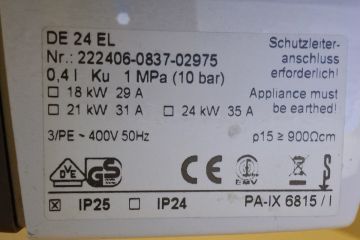 DE 24 EL
Nr.: 222406-0837-02975
0,4 l Ku 1 MPa (10 bar)
☐ 18 kW 29 A
☐ 21 kW 31 A ☐ 24 kW 35 A
3/PE ~ 400V 50Hz
Schutzleiter-
anschluss
erforderlich!
Appliance must
be earthed!
ρ15 ≥ 900Ωcm
DVE GS CE EMV
☒ IP25 ☐ IP24 PA-IX 6815 / I